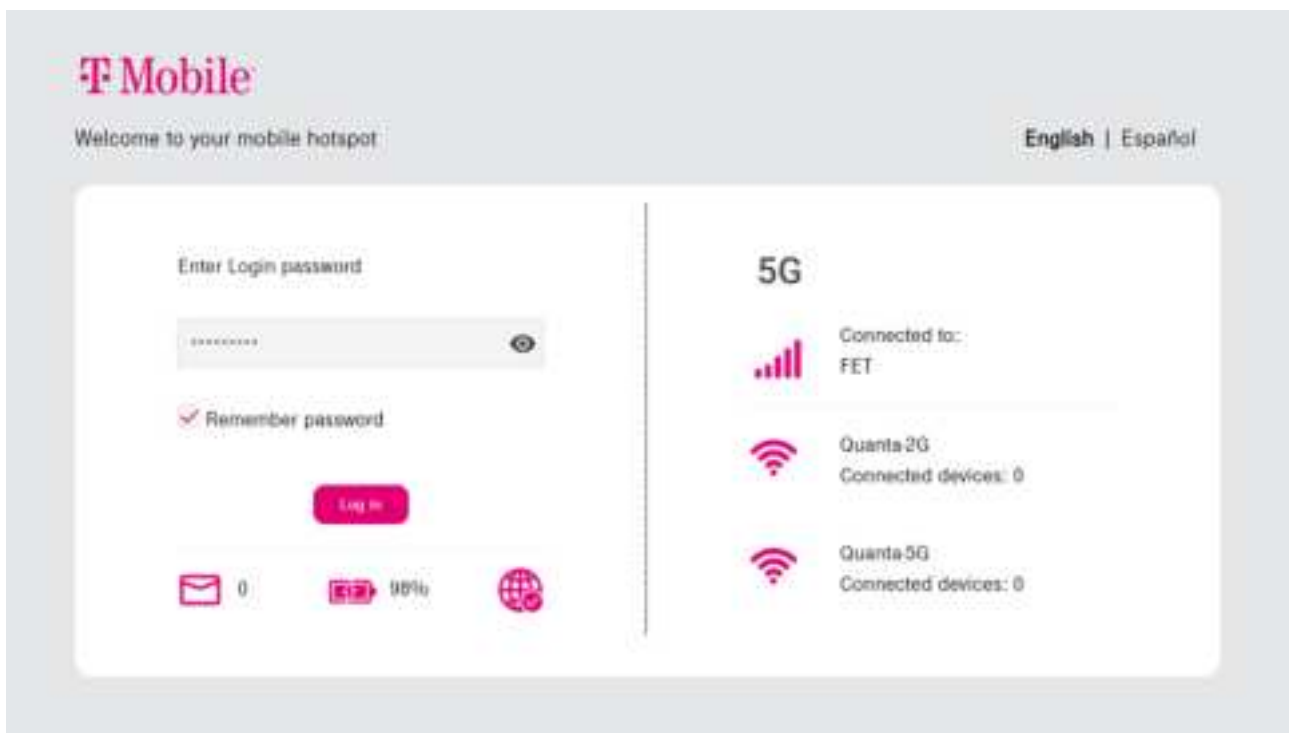 T Mobile
Welcome to your mobile hotspot
English | Español
Enter Login password
*********
Remember password
Log in
0
98%
5G
Connected to::
FET
Quanta-2G
Connected devices: 0
Quanta-5G
Connected devices: 0